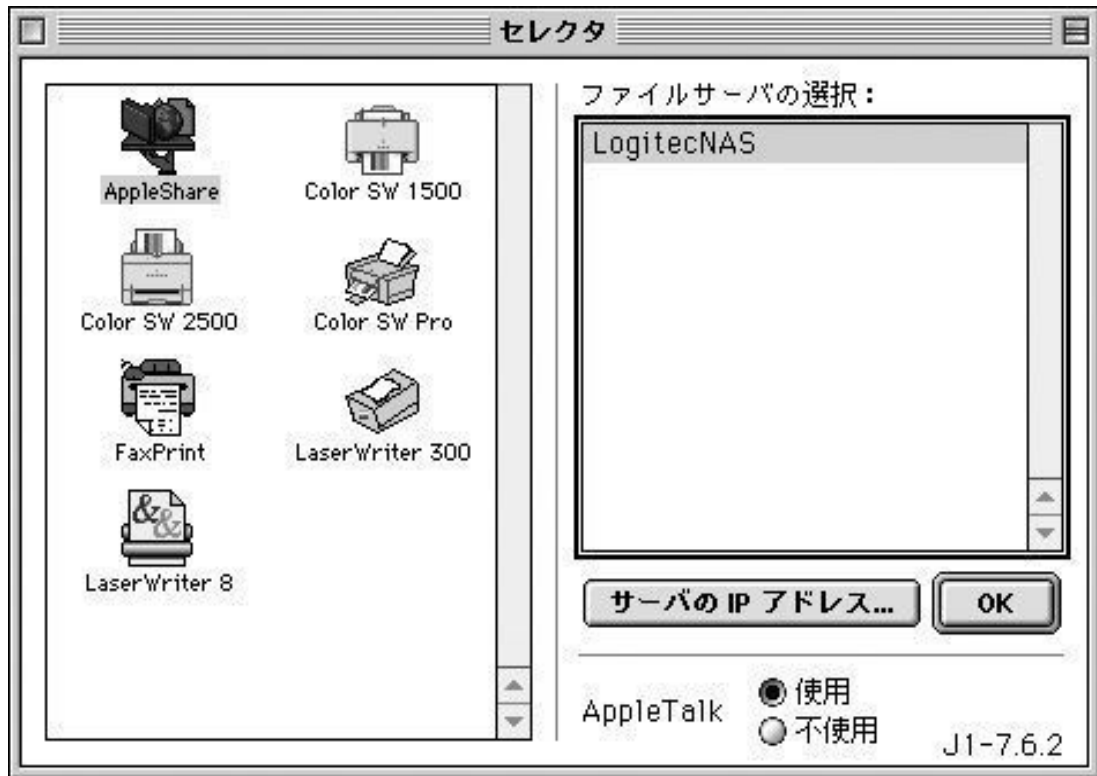 セレクタ
AppleShare
Color SW 1500
Color SW 2500
Color SW Pro
FaxPrint
LaserWriter 300
&&
LaserWriter 8
ファイルサーバの選択：
LogitecNAS
サーバの IP アドレス...
OK
AppleTalk
使用
不使用
J1-7.6.2